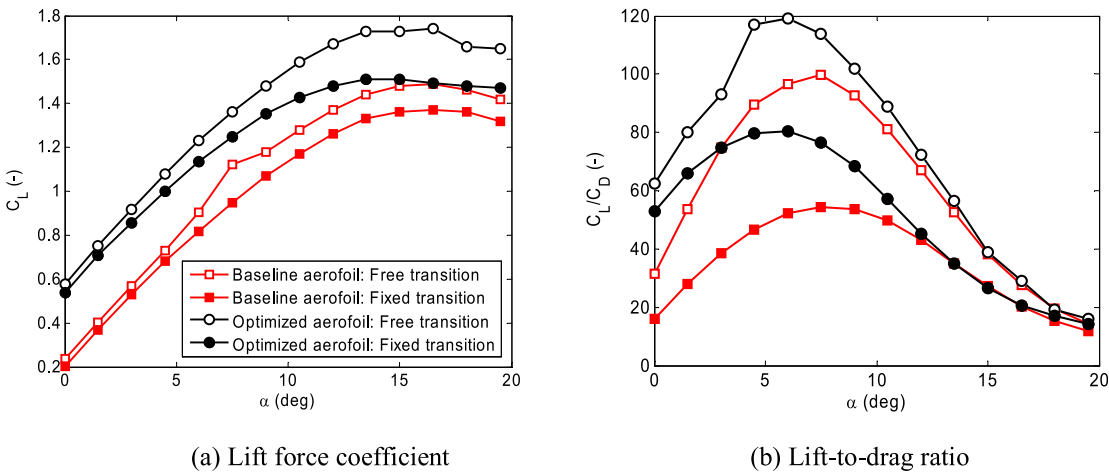 1.8
1.6
1.4
1.2
1
0.8
0.6
0.4
0.2
C_L (-)
0
5
10
15
20
α (deg)
Baseline aerofoil: Free transition
Baseline aerofoil: Fixed transition
Optimized aerofoil: Free transition
Optimized aerofoil: Fixed transition
(a) Lift force coefficient
120
100
80
60
40
20
0
C_L/C_D (-)
0
5
10
15
20
α (deg)
(b) Lift-to-drag ratio